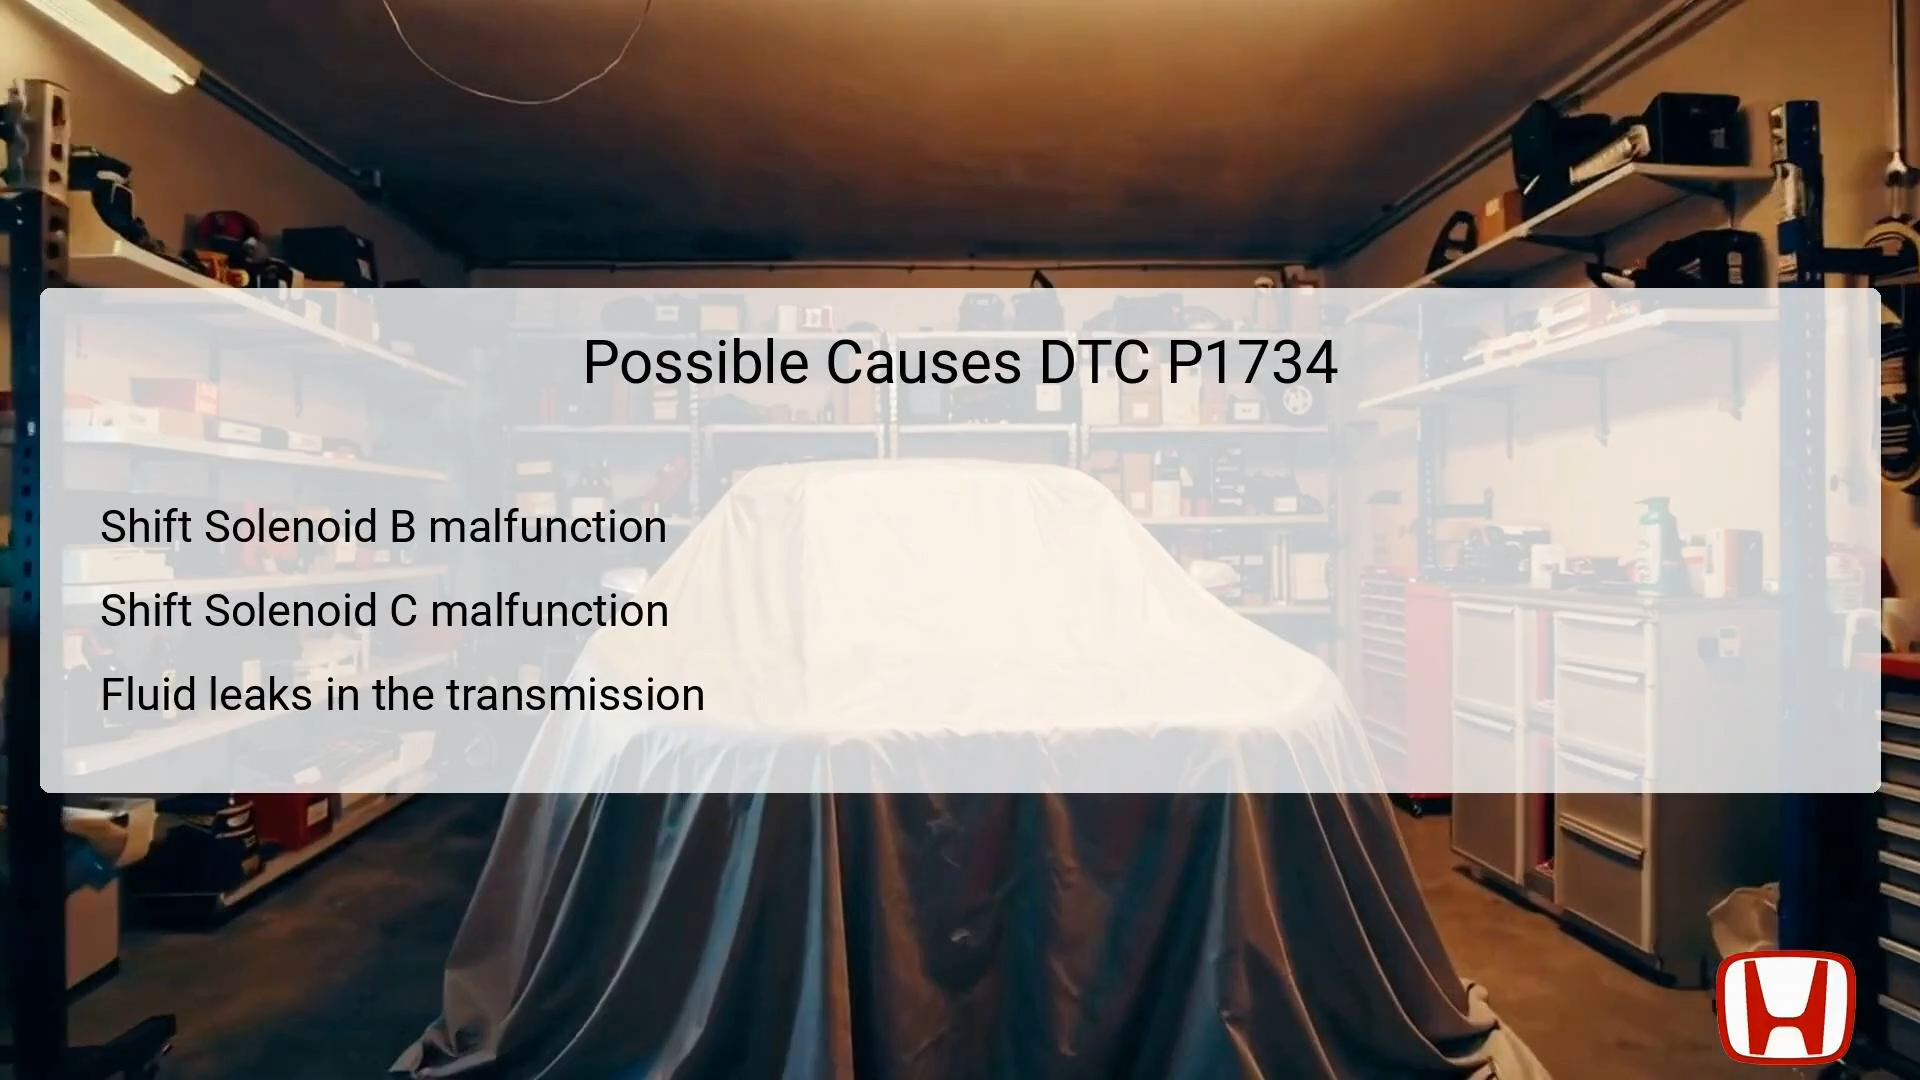 Possible Causes DTC P1734
Shift Solenoid B malfunction
Shift Solenoid C malfunction
Fluid leaks in the transmission